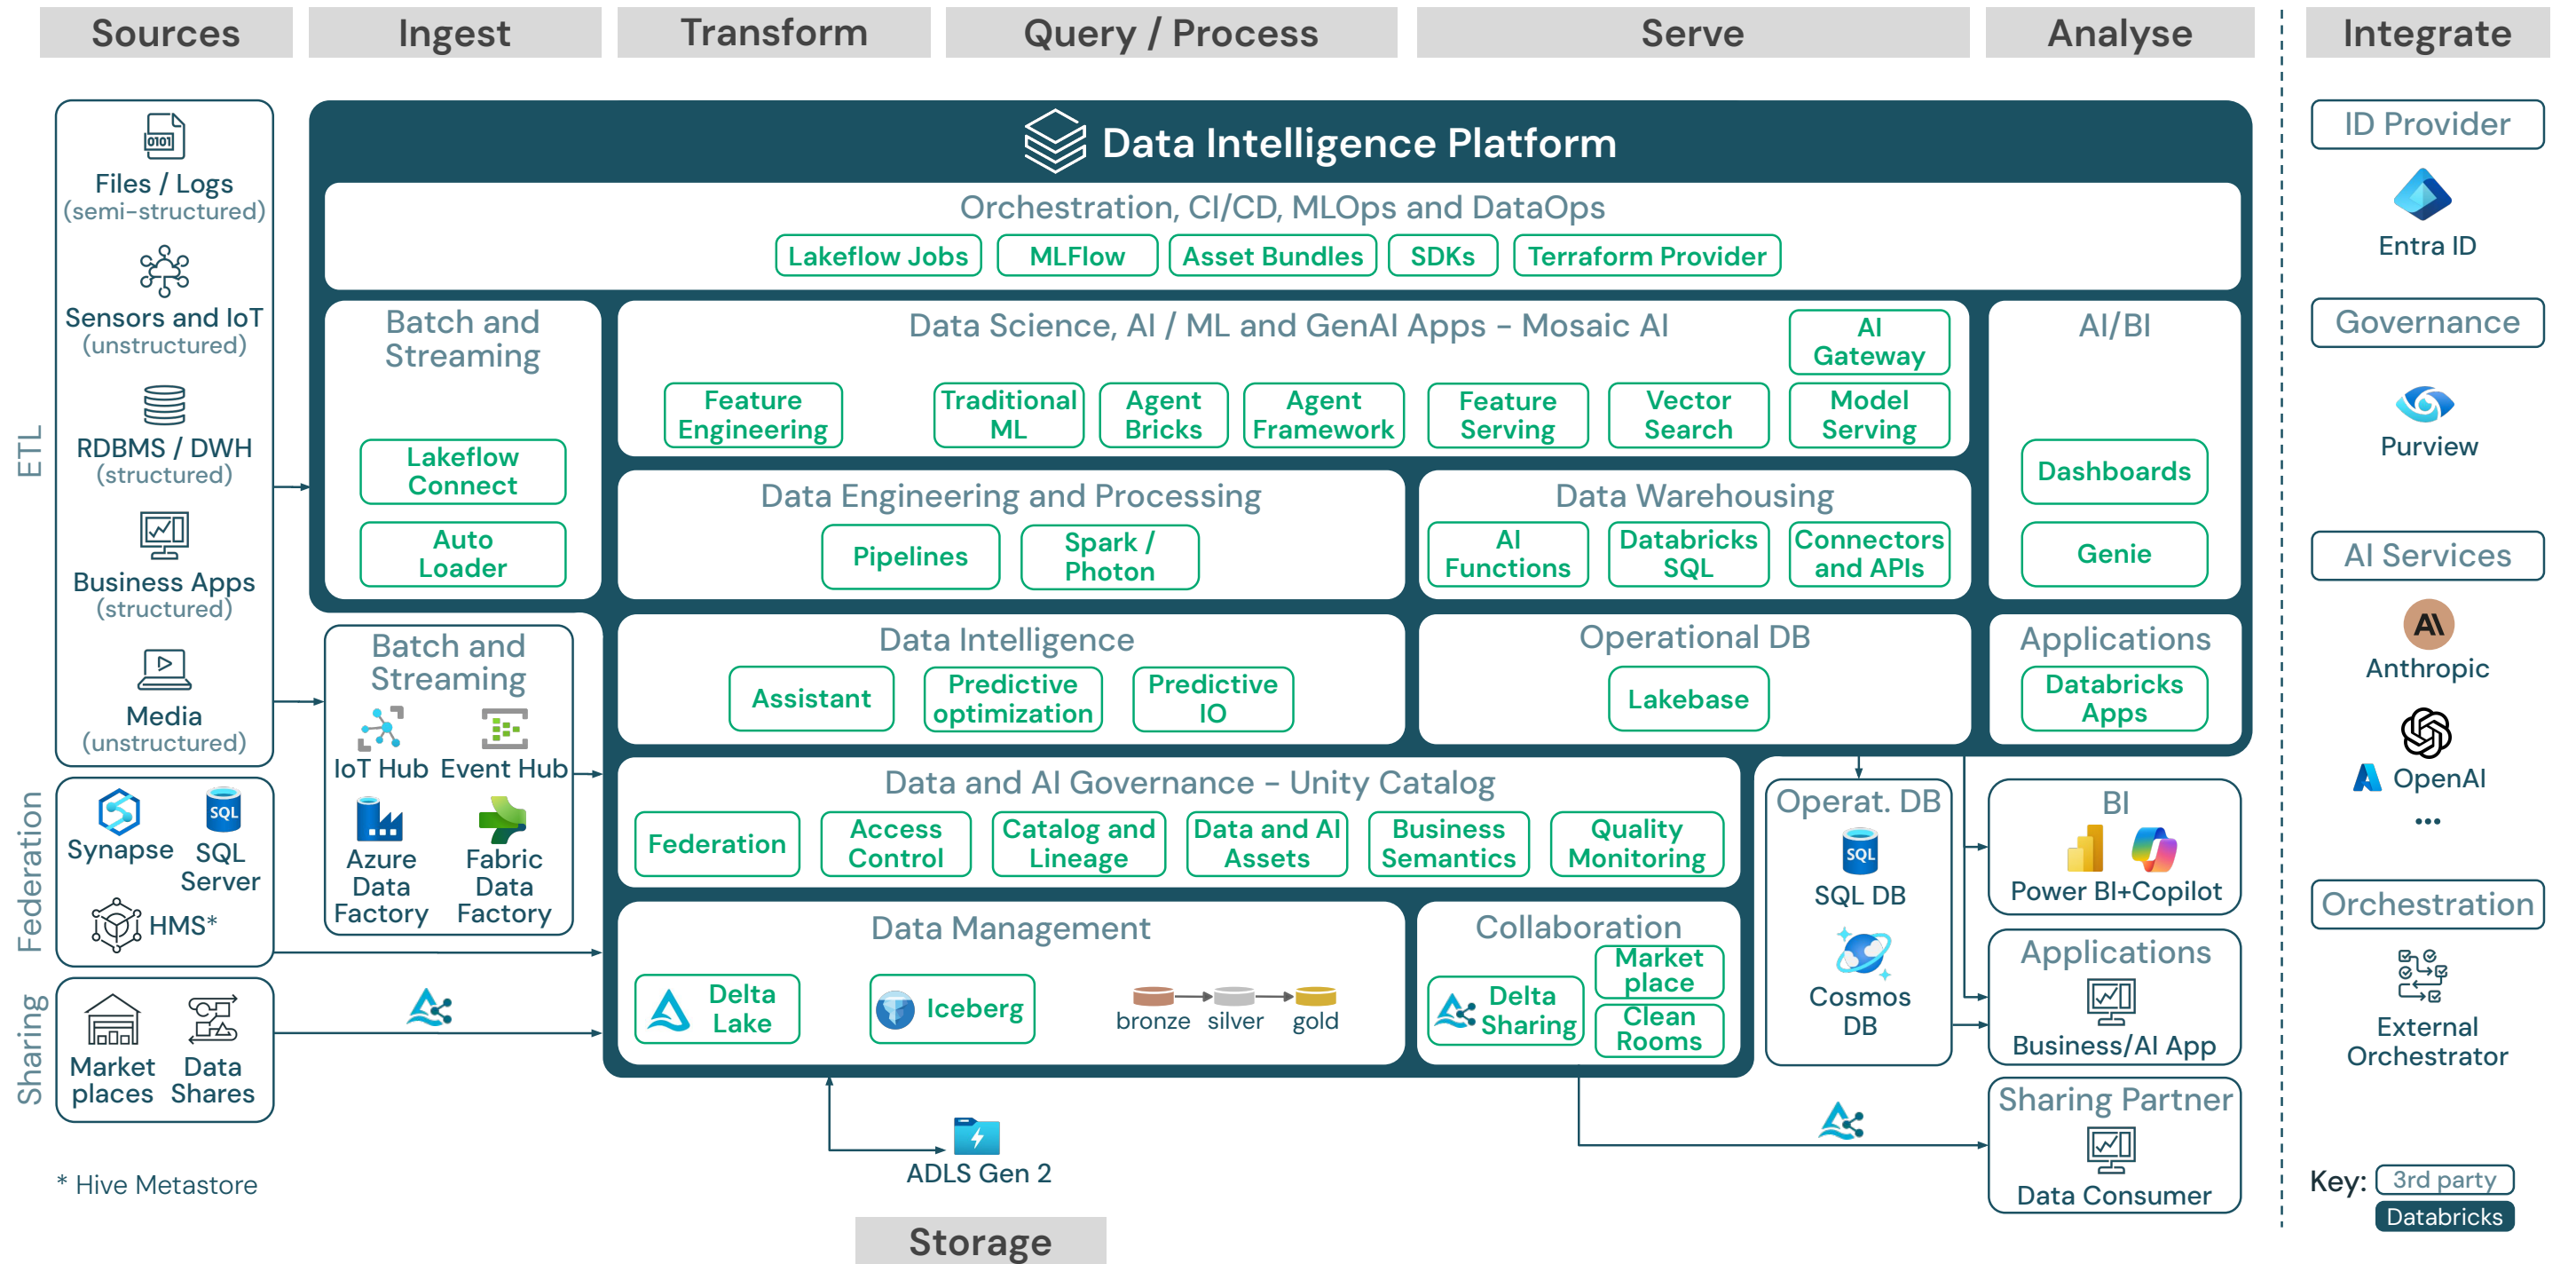 Sources
Ingest
Transform
Query / Process
Serve
Analyse
Integrate
ETL
Files / Logs
(semi-structured)
Sensors and IoT
(unstructured)
RDBMS / DWH
(structured)
Business Apps
(structured)
Media
(unstructured)
Federation
Synapse
SQL
Server
HMS*
Sharing
Market
places
Data
Shares
* Hive Metastore
Data Intelligence Platform
Orchestration, CI/CD, MLOps and DataOps
Lakeflow Jobs
MLFlow
Asset Bundles
SDKs
Terraform Provider
Batch and
Streaming
Lakeflow
Connect
Auto
Loader
Data Science, AI / ML and GenAI Apps - Mosaic AI
AI
Gateway
Feature
Engineering
Traditional
ML
Agent
Bricks
Agent
Framework
Feature
Serving
Vector
Search
Model
Serving
AI/BI
Dashboards
Genie
Data Engineering and Processing
Pipelines
Spark /
Photon
Data Warehousing
AI
Functions
Databricks
SQL
Connectors
and APIs
Batch and
Streaming
IoT Hub
Event Hub
Azure
Data
Factory
Fabric
Data
Factory
Data Intelligence
Assistant
Predictive
optimization
Predictive
IO
Operational DB
Lakebase
Applications
Databricks
Apps
Data and AI Governance - Unity Catalog
Federation
Access
Control
Catalog and
Lineage
Data and AI
Assets
Business
Semantics
Quality
Monitoring
Data Management
Delta
Lake
Iceberg
bronze
silver
gold
Collaboration
Delta
Sharing
Market
place
Clean
Rooms
Operat. DB
SQL
SQL DB
Cosmos
DB
BI
Power BI+Copilot
Applications
Business/AI App
Sharing Partner
Data Consumer
ADLS Gen 2
Storage
ID Provider
Entra ID
Governance
Purview
AI Services
Anthropic
OpenAI
...
Orchestration
External
Orchestrator
Key:
3rd party
Databricks
0101
SQL